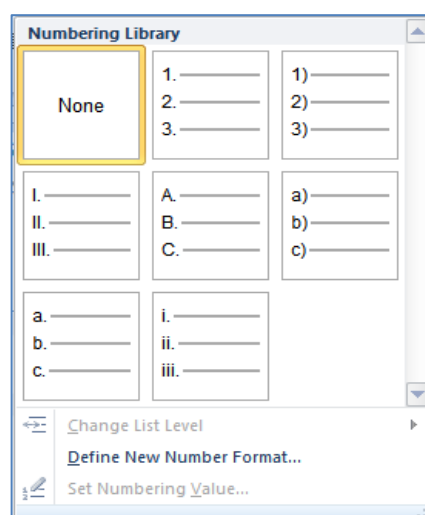 Numbering Library
None
1.
2.
3.
1)
2)
3)
I.
II.
III.
A.
B.
C.
a)
b)
c)
a.
b.
c.
i.
ii.
iii.
Change List Level
Define New Number Format...
Set Numbering Value...